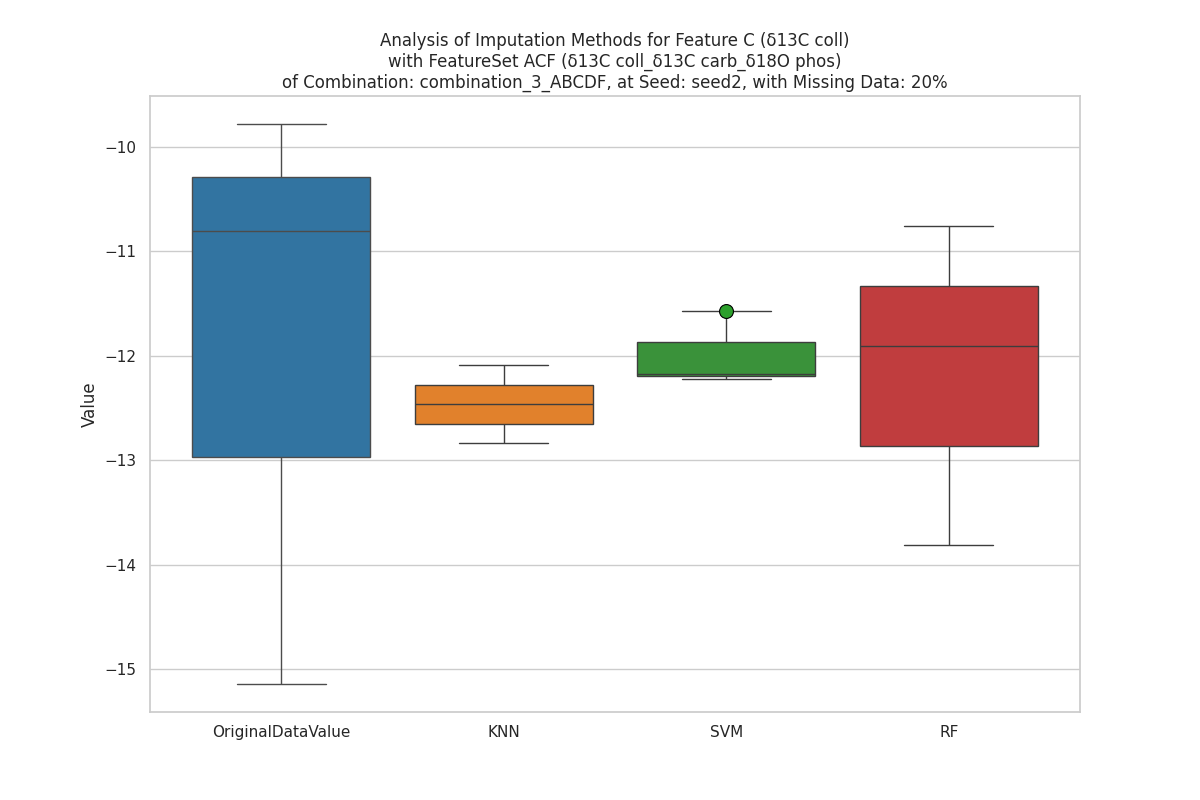 Analysis of Imputation Methods for Feature C (δ13C coll)
with FeatureSet ACF (δ13C coll_δ13C carb_δ18O phos)
of Combination: combination_3_ABCDF, at Seed: seed2, with Missing Data: 20%
−10
−11
−12
−13
−14
−15
Value
OriginalDataValue
KNN
SVM
RF